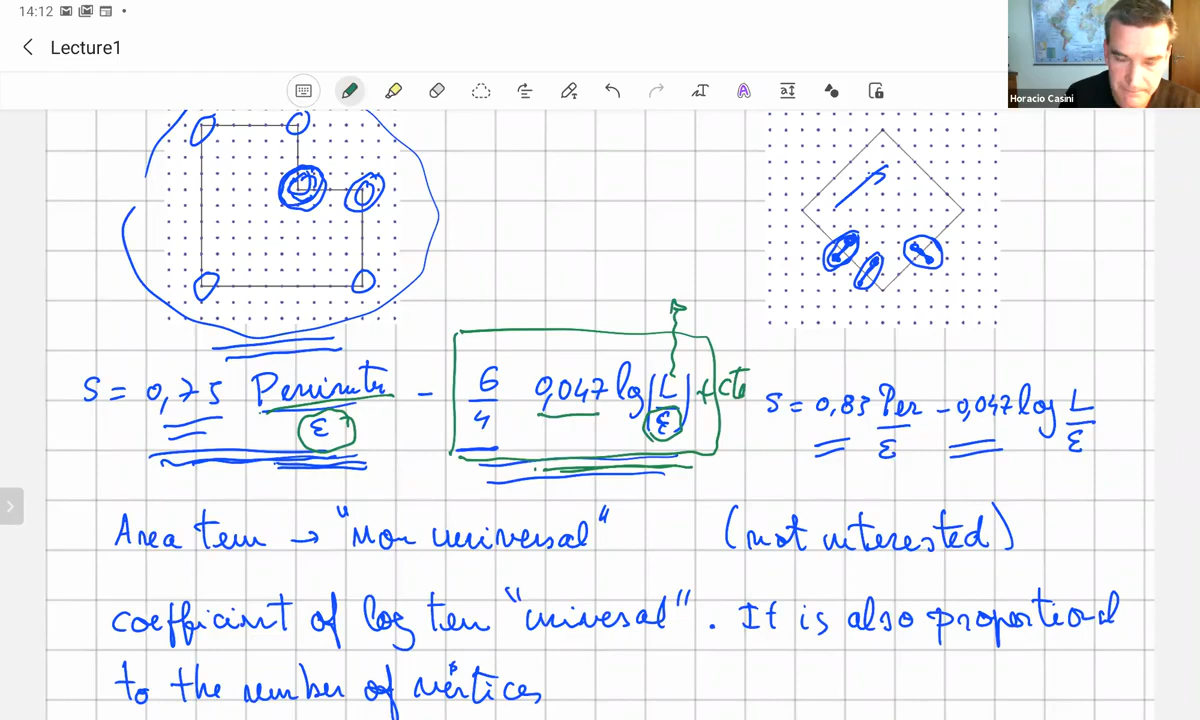 14:12
Lecture1
Horacio Casini
S = 0,75 Perimeter/ε - 6/4 0,047 log(L/ε) + cte
S = 0,83 Per/ε - 0,047 log L/ε
Area term → "Non universal" (not interested)
coefficient of log term "universal". It is also proportional
to the number of vertices